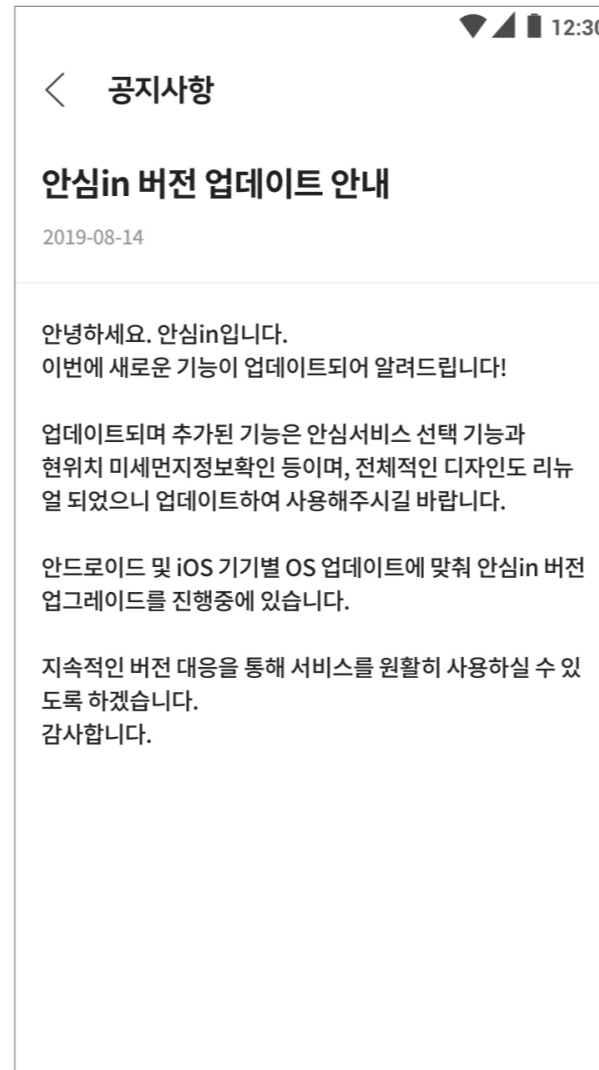 12:30
공지사항
안심in 버전 업데이트 안내
2019-08-14
안녕하세요. 안심in입니다.
이번에 새로운 기능이 업데이트되어 알려드립니다!
업데이트되며 추가된 기능은 안심서비스 선택 기능과
현위치 미세먼지정보확인 등이며, 전체적인 디자인도 리뉴
얼 되었으니 업데이트하여 사용해주시길 바랍니다.
안드로이드 및 iOS 기기별 OS 업데이트에 맞춰 안심in 버전
업그레이드를 진행중에 있습니다.
지속적인 버전 대응을 통해 서비스를 원활히 사용하실 수 있
도록 하겠습니다.
감사합니다.